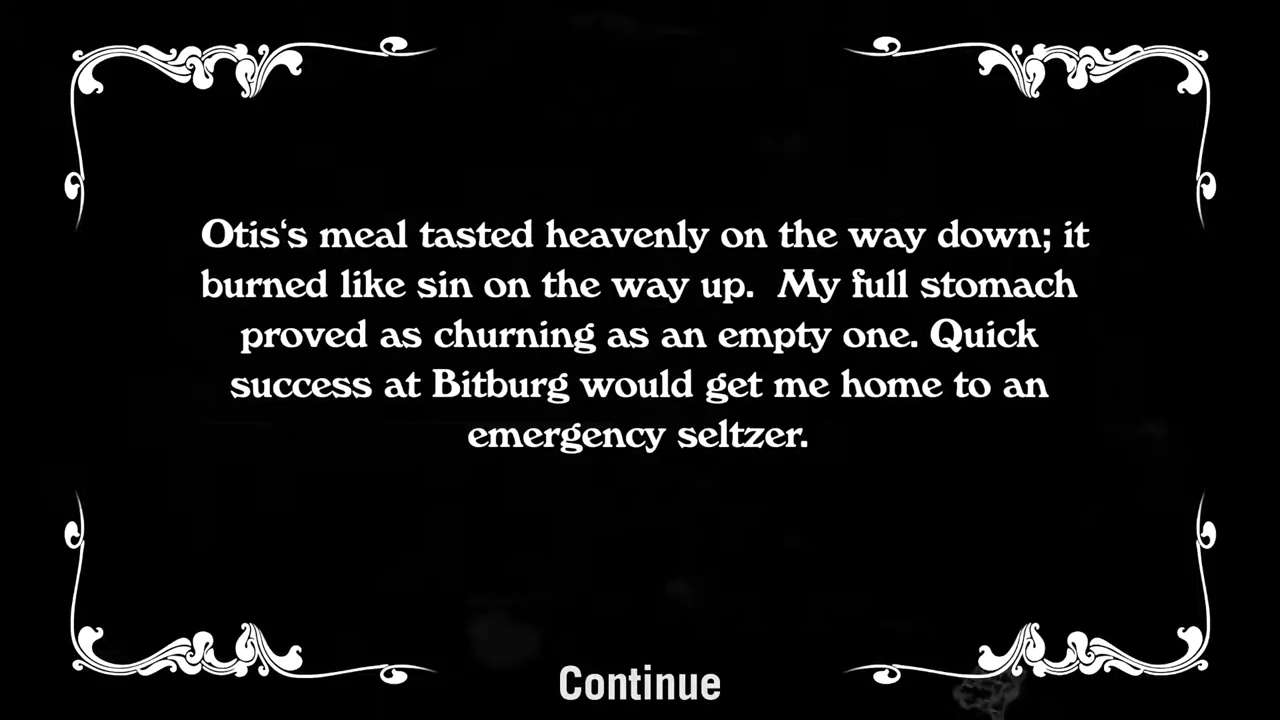 Otis‘s meal tasted heavenly on the way down; it
burned like sin on the way up.  My full stomach
proved as churning as an empty one. Quick
success at Bitburg would get me home to an
emergency seltzer.
Continue